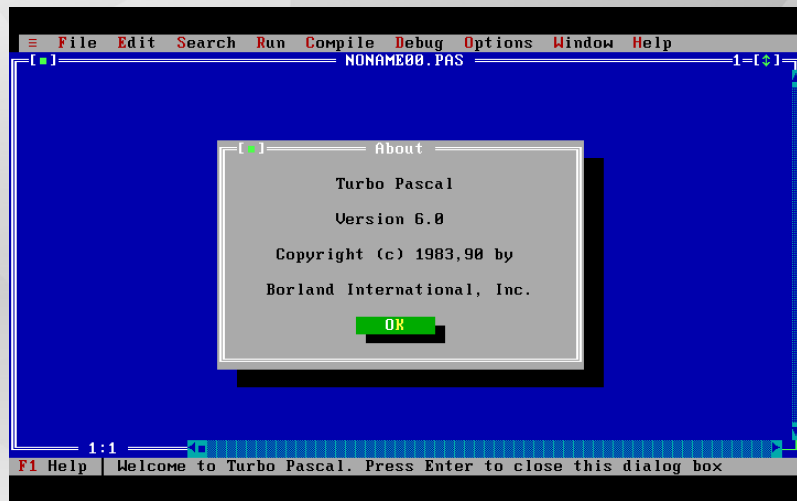 ≡ File Edit Search Run Compile Debug Options Window Help
[■] NONAME00.PAS 1=[↕]
[■] About
Turbo Pascal
Version 6.0
Copyright (c) 1983,90 by
Borland International, Inc.
OK
1:1
F1 Help │ Welcome to Turbo Pascal. Press Enter to close this dialog box